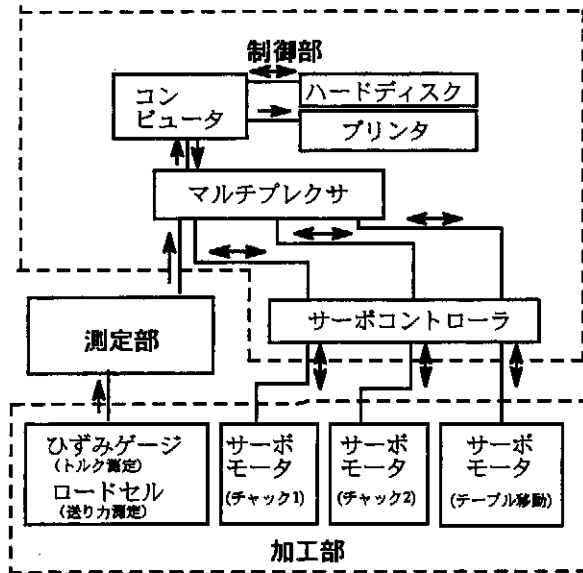 制御部
コン
ピュータ
ハードディスク
プリンタ
マルチプレクサ
測定部
サーボコントローラ
ひずみゲージ
(トルク測定)
ロードセル
(送り力測定)
サーボ
モータ
(チャック1)
サーボ
モータ
(チャック2)
サーボ
モータ
(テーブル移動)
加工部